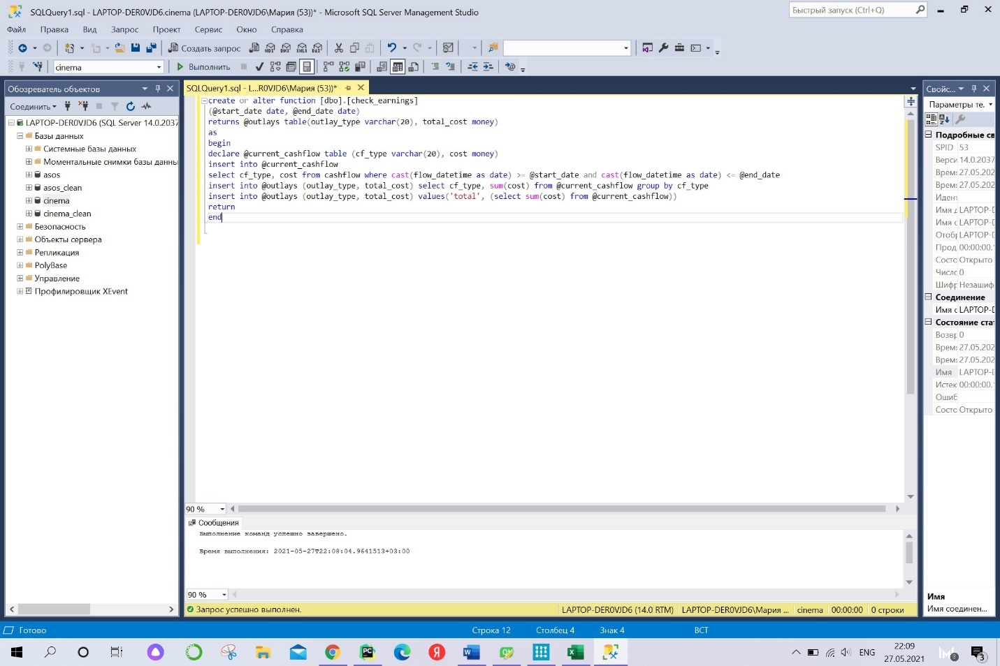 SQLQuery1.sql - LAPTOP-DER0VJD6.cinema (LAPTOP-DER0VJD6\Мария (53))* - Microsoft SQL Server Management Studio
Быстрый запуск (Ctrl+Q)
Файл Правка Вид Запрос Проект Сервис Окно Справка
Создать запрос
cinema Выполнить
Обозреватель объектов
SQLQuery1.sql - L...R0VJD6\Мария (53))*
Свойс...
Соединить
Параметры те.
LAPTOP-DER0VJD6 (SQL Server 14.0.2037
Базы данных
Системные базы данных
Моментальные снимки базы данны
asos
asos_clean
cinema
cinema_clean
Безопасность
Объекты сервера
Репликация
PolyBase
Управление
Профилировщик XEvent
create or alter function [dbo].[check_earnings]
(@start_date date, @end_date date)
returns @outlays table(outlay_type varchar(20), total_cost money)
as
begin
declare @current_cashflow table (cf_type varchar(20), cost money)
insert into @current_cashflow
select cf_type, cost from cashflow where cast(flow_datetime as date) >= @start_date and cast(flow_datetime as date) <= @end_date
insert into @outlays (outlay_type, total_cost) select cf_type, sum(cost) from @current_cashflow group by cf_type
insert into @outlays (outlay_type, total_cost) values('total', (select sum(cost) from @current_cashflow))
return
end
Подробные св
SPID 53
Верси 14.0.2037
Врем 27.05.202
Врем 27.05.202
Идент
Имя д LAPTOP-D
Имя с LAPTOP-D
Отобр LAPTOP-D
Прод 00:00:00.
Состо Открыто
Числс 0
Шифр Незашиф
Соединение
Имя с LAPTOP-D
Состояние ста
Возвр 0
Врем 27.05.202
Врем 27.05.202
Имя LAPTOP-D
Истек 00:00:00.
Ошиб
Состо Открыто
90 %
Сообщения
Выполнение команд успешно завершено.
Время выполнения: 2021-05-27T22:08:04.9641513+03:00
90 %
Имя
Имя соединен...
Запрос успешно выполнен. LAPTOP-DER0VJD6 (14.0 RTM) LAPTOP-DER0VJD6\Мария ... cinema 00:00:00 0 строки
Готово Строка 12 Столбец 4 Знак 4 ВСТ
ENG
22:09
27.05.2021
3